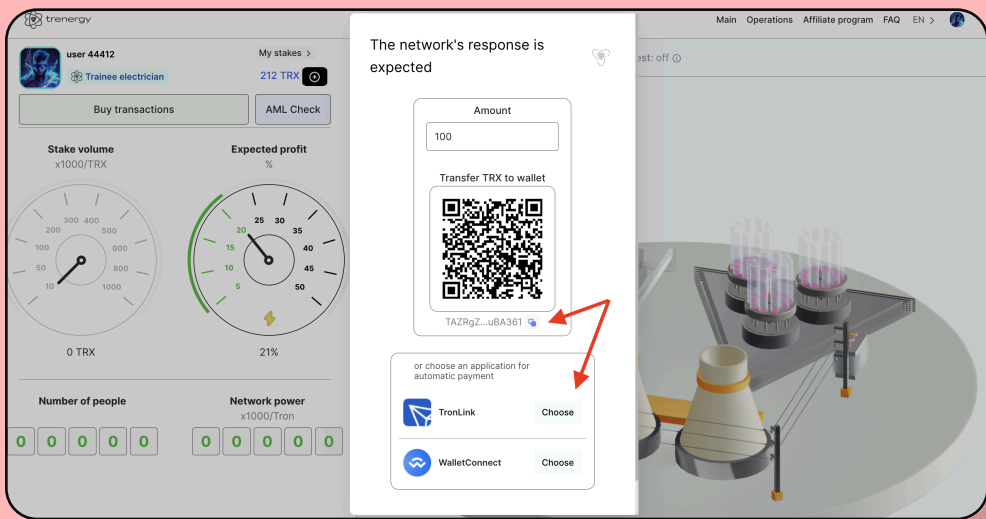 trenergy
Main Operations Affiliate program FAQ EN >
user 44412
My stakes >
Trainee electrician
212 TRX
Buy transactions
AML Check
Stake volume
x1000/TRX
Expected profit
%
300 400
200 500
100 600
50 800
10 1000
25 30
20 35
15 40
10 45
5 50
0 TRX
21%
Number of people
Network power
x1000/Tron
0 0 0 0 0
0 0 0 0 0
The network's response is
expected
Amount
100
Transfer TRX to wallet
TAZRgZ...uBA361
or choose an application for
automatic payment
TronLink
Choose
WalletConnect
Choose
est: off